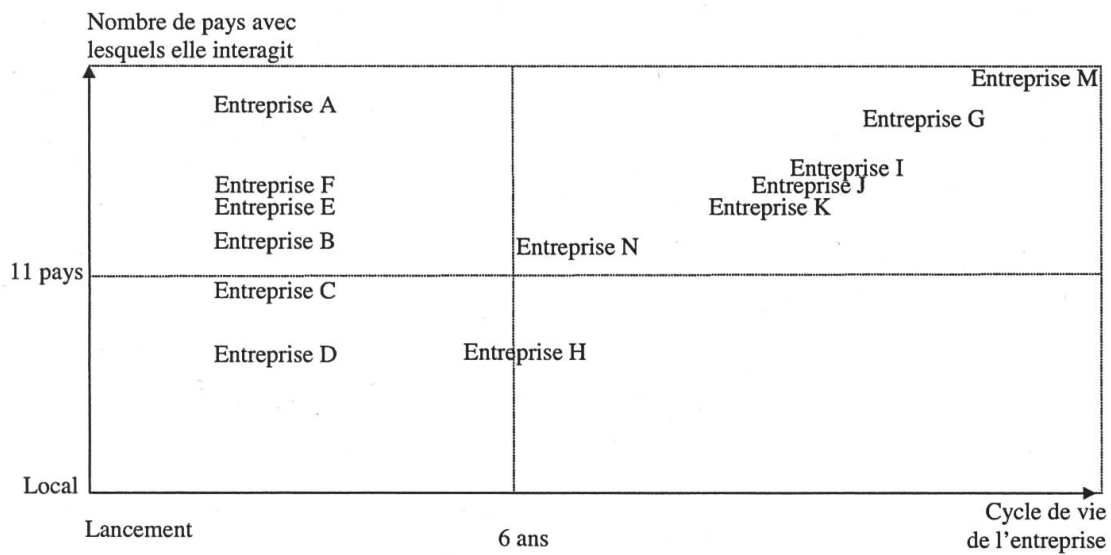 Nombre de pays avec
lesquels elle interagit
Entreprise M
Entreprise A
Entreprise G
Entreprise I
Entreprise F
Entreprise J
Entreprise E
Entreprise K
Entreprise B
Entreprise N
11 pays
Entreprise C
Entreprise D
Entreprise H
Local
Lancement
6 ans
Cycle de vie
de l'entreprise